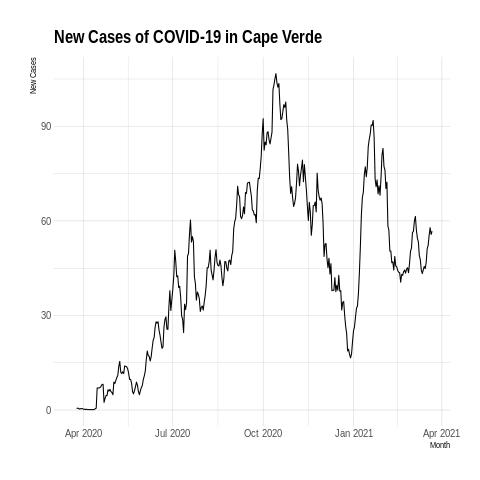 New Cases of COVID-19 in Cape Verde
New Cases
90
60
30
0
Apr 2020 Jul 2020 Oct 2020 Jan 2021 Apr 2021
Month